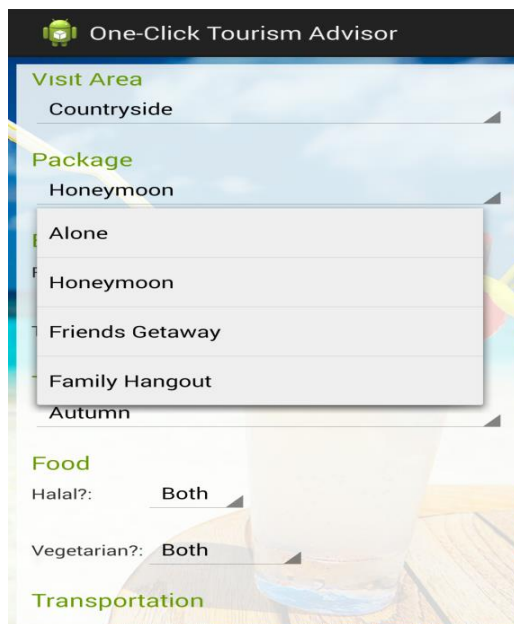 One-Click Tourism Advisor
Visit Area
Countryside
Package
Honeymoon
Alone
Honeymoon
Friends Getaway
Family Hangout
Autumn
Food
Halal?: Both
Vegetarian?: Both
Transportation